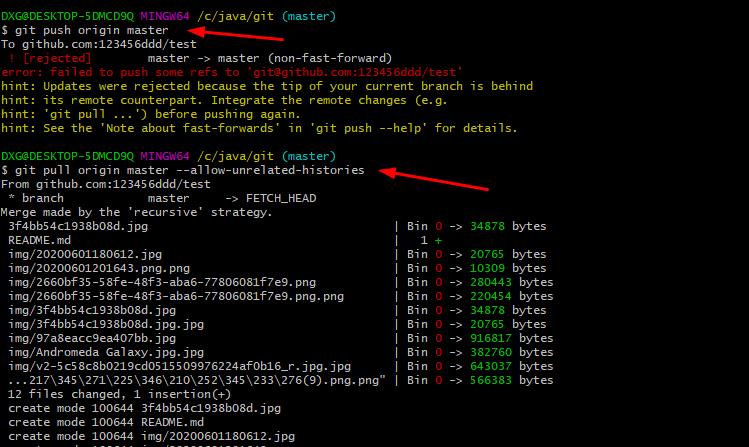 DXG@DESKTOP-5DMCD9Q MINGW64 /c/java/git (master)
$ git push origin master
To github.com:123456ddd/test
 ! [rejected]        master -> master (non-fast-forward)
error: failed to push some refs to 'git@github.com:123456ddd/test'
hint: Updates were rejected because the tip of your current branch is behind
hint: its remote counterpart. Integrate the remote changes (e.g.
hint: 'git pull ...') before pushing again.
hint: See the 'Note about fast-forwards' in 'git push --help' for details.
DXG@DESKTOP-5DMCD9Q MINGW64 /c/java/git (master)
$ git pull origin master --allow-unrelated-histories
From github.com:123456ddd/test
 * branch            master     -> FETCH_HEAD
Merge made by the 'recursive' strategy.
 3f4bb54c1938b08d.jpg | Bin 0 -> 34878 bytes
 README.md | 1 +
 img/20200601180612.jpg | Bin 0 -> 20765 bytes
 img/20200601201643.png.png | Bin 0 -> 10309 bytes
 img/2660bf35-58fe-48f3-aba6-77806081f7e9.png | Bin 0 -> 280443 bytes
 img/2660bf35-58fe-48f3-aba6-77806081f7e9.png.png | Bin 0 -> 220454 bytes
 img/3f4bb54c1938b08d.jpg | Bin 0 -> 34878 bytes
 img/3f4bb54c1938b08d.jpg.jpg | Bin 0 -> 20765 bytes
 img/97a8eacc9ea407bb.jpg | Bin 0 -> 916817 bytes
 img/Andromeda Galaxy.jpg.jpg | Bin 0 -> 382760 bytes
 img/v2-5c58c8b0219cd0515509976224af0b16_r.jpg.jpg | Bin 0 -> 643037 bytes
 ...217\345\271\225\346\210\252\345\233\276(9).png.png" | Bin 0 -> 566383 bytes
 12 files changed, 1 insertion(+)
 create mode 100644 3f4bb54c1938b08d.jpg
 create mode 100644 README.md
 create mode 100644 img/20200601180612.jpg